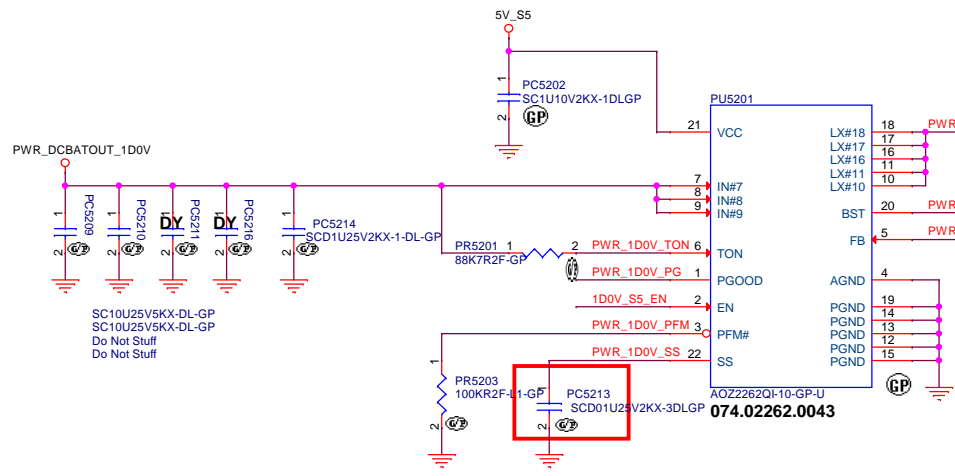 5V_S5
1
PC5202
SC1U10V2KX-1DLGP
2
GP
PU5201
PWR_DCBATOUT_1D0V
21
VCC
LX#18
18
PWR
LX#17
17
LX#16
16
LX#11
11
LX#10
10
7
IN#7
8
IN#8
9
IN#9
BST
20
PWR
FB
5
PWR
1
2
PC5209
1
2
PC5210
1
2
DY
PC5211
1
2
DY
PC5216
1
2
PC5214
SCD1U25V2KX-1-DL-GP
PR5201
1
2
88K7R2F-GP
PWR_1D0V_TON
6
TON
PWR_1D0V_PG
1
PGOOD
AGND
4
1D0V_S5_EN
2
EN
PGND
19
PGND
14
PGND
13
PGND
12
PGND
15
PWR_1D0V_PFM
3
PFM#
PWR_1D0V_SS
22
SS
SC10U25V5KX-DL-GP
SC10U25V5KX-DL-GP
Do Not Stuff
Do Not Stuff
1
PR5203
100KR2F-L1-GP
2
1
PC5213
SCD01U25V2KX-3DLGP
2
GP
AOZ2262QI-10-GP-U
074.02262.0043